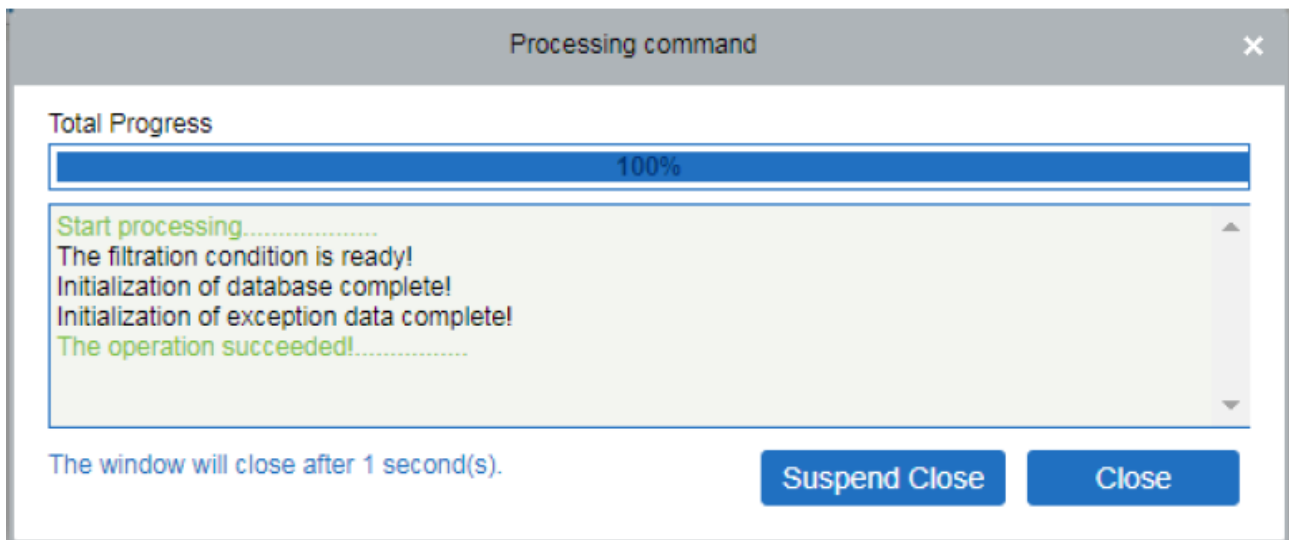 Processing command
Total Progress
100%
Start processing....................
The filtration condition is ready!
Initialization of database complete!
Initialization of exception data complete!
The operation succeeded!.................
The window will close after 1 second(s).
Suspend Close
Close